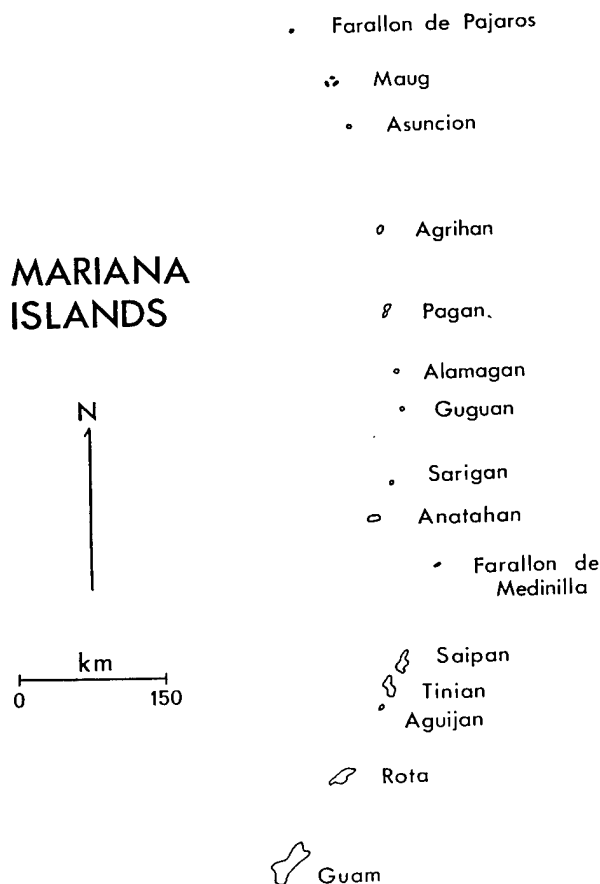 Farallon de Pajaros
Maug
Asuncion
Agrihan
MARIANA
ISLANDS
Pagan
Alamagan
N
Guguan
Sarigan
Anatahan
Farallon de
Medinilla
km
0 150
Saipan
Tinian
Aguijan
Rota
Guam